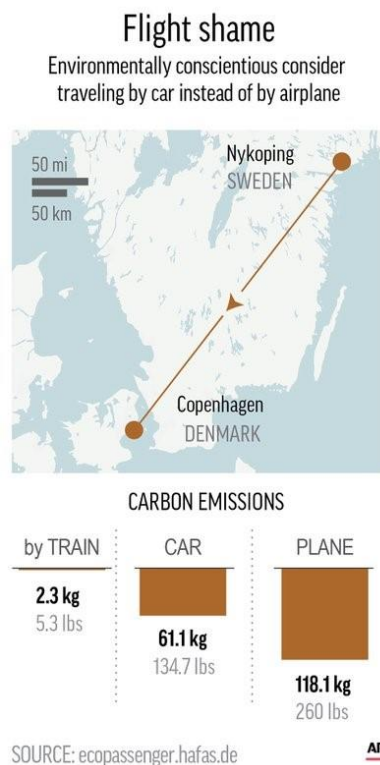 Flight shame
Environmentally conscientious consider
traveling by car instead of by airplane
50 mi
50 km
Nykoping
SWEDEN
Copenhagen
DENMARK
CARBON EMISSIONS
by TRAIN
CAR
PLANE
2.3 kg
5.3 lbs
61.1 kg
134.7 lbs
118.1 kg
260 lbs
SOURCE: ecopassenger.hafas.de